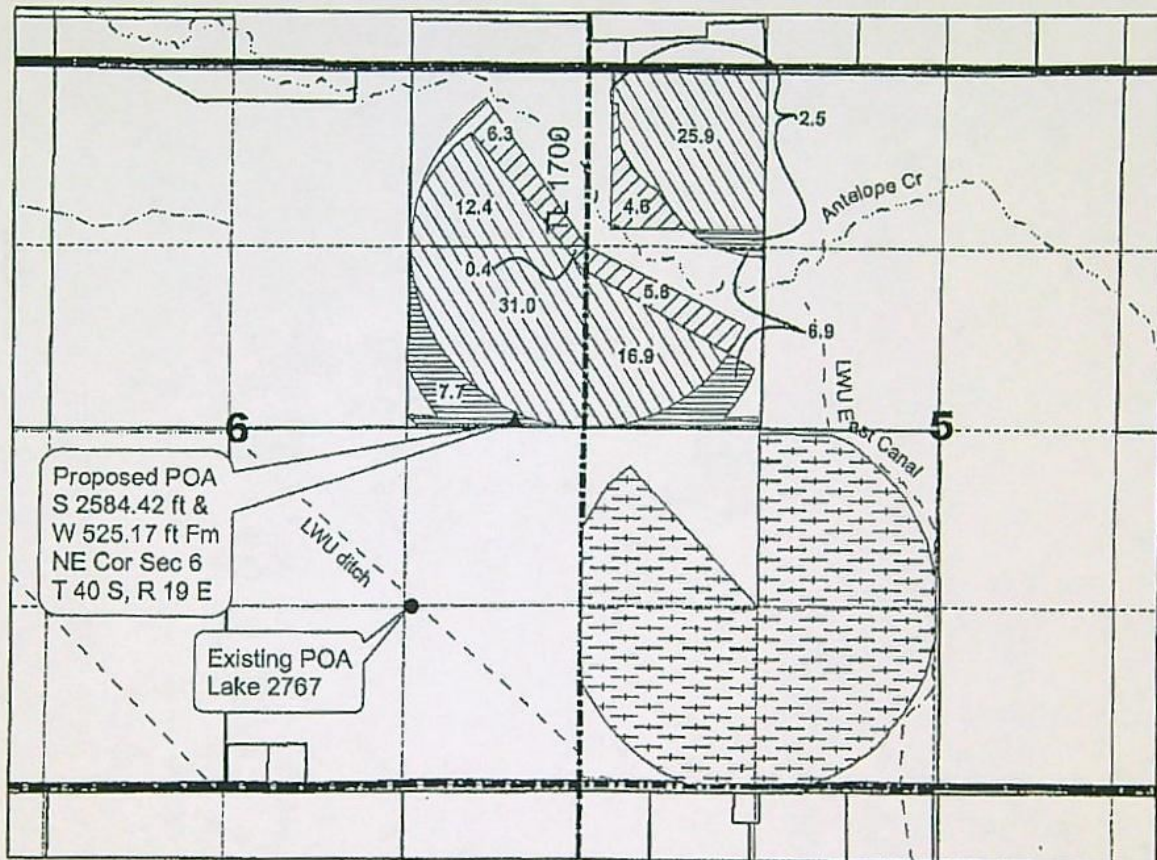 2.5
25.9
6.3
TL 1700
4.6
Antelope Cr
12.4
0.4
5.8
31.0
6.9
16.9
7.7
LWU East Canal
6
5
Proposed POA
S 2584.42 ft &
W 525.17 ft Fm
NE Cor Sec 6
T 40 S, R 19 E
LWU ditch
Existing POA
Lake 2767